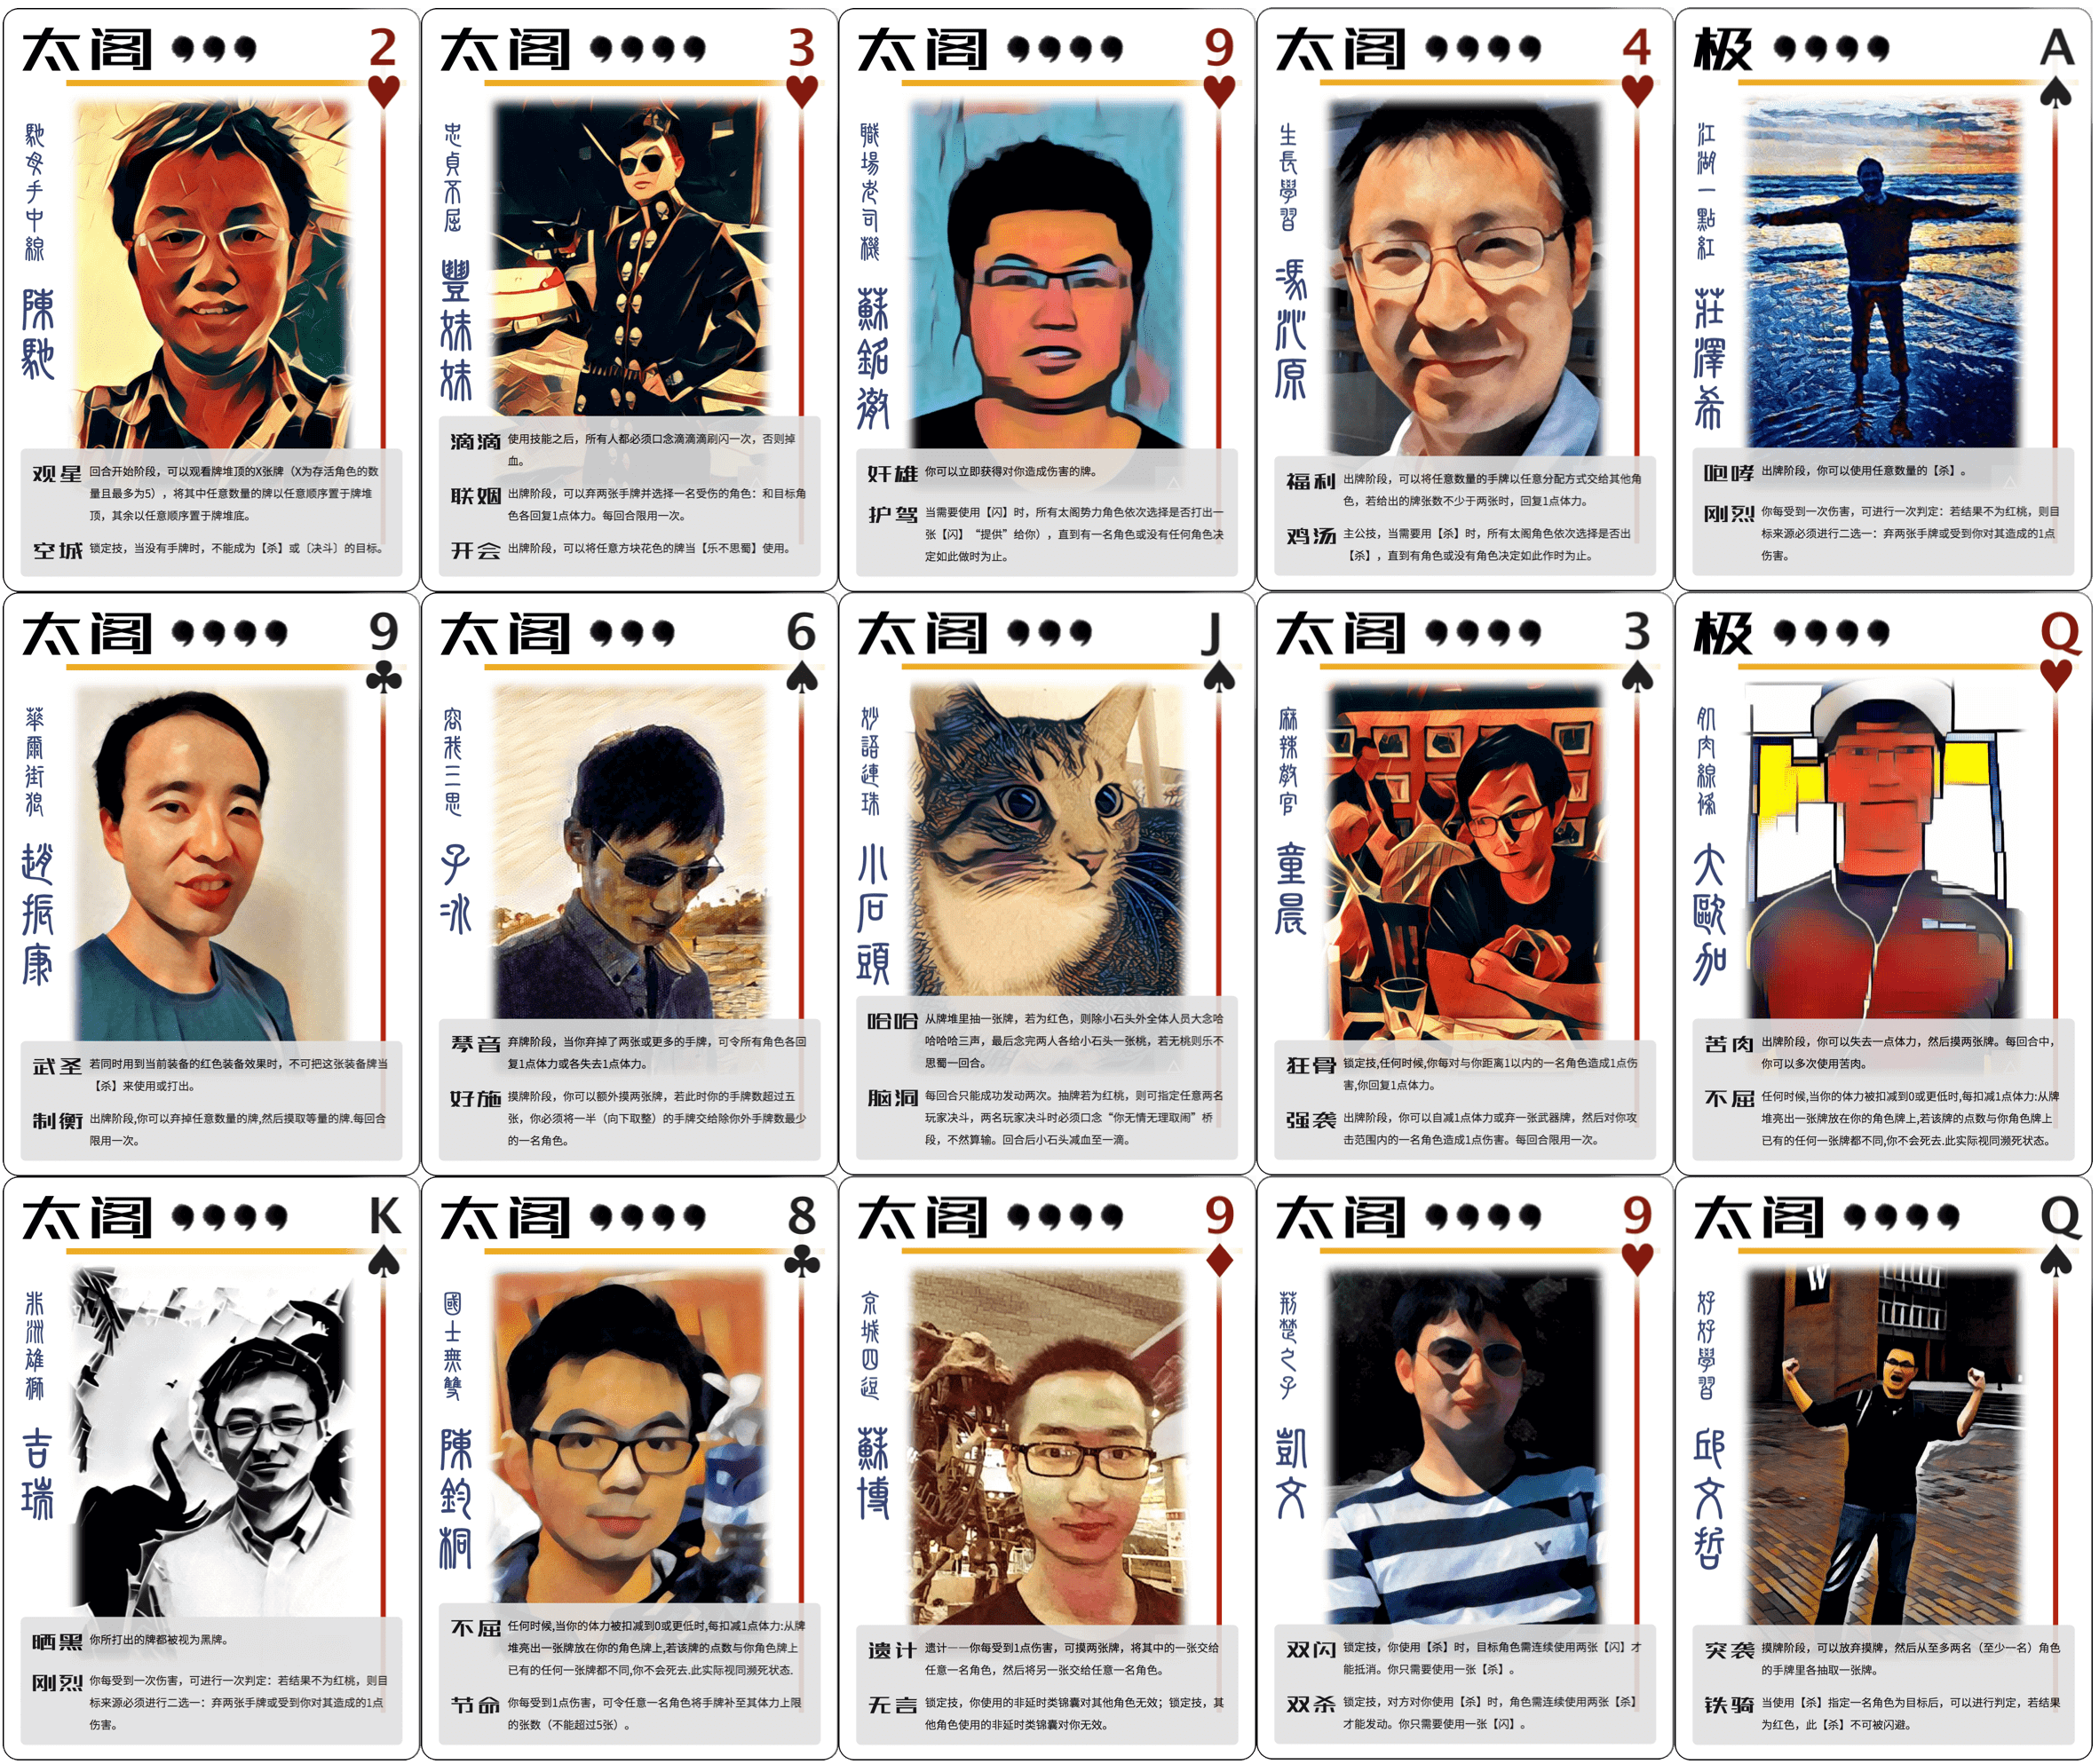 太阁
2
馳母手中線
陳馳
观星 回合开始阶段，可以观看牌堆顶的X张牌（X为存活角色的数
量且最多为5），将其中任意数量的牌以任意顺序置于牌堆
顶，其余以任意顺序置于牌堆底。
空城 锁定技，当没有手牌时，不能成为【杀】或〔决斗〕的目标。
太阁
3
忠貞不屈
豐妹妹
滴滴 使用技能之后，所有人都必须口念滴滴滴刷闪一次，否则掉
血。
联姻 出牌阶段，可以弃两张手牌并选择一名受伤的角色：和目标角
色各回复1点体力。每回合限用一次。
开会 出牌阶段，可以将任意方块花色的牌当【乐不思蜀】使用。
太阁
9
職場老司機
蘇銘徹
奸雄 你可以立即获得对你造成伤害的牌。
护驾 当需要使用【闪】时，所有太阁势力角色依次选择是否打出一
张【闪】“提供”给你），直到有一名角色或没有任何角色决
定如此做时为止。
太阁
4
生長學習
馮沁原
福利 出牌阶段，可以将任意数量的手牌以任意分配方式交给其他角
色，若给出的牌张数不少于两张时，回复1点体力。
鸡汤 主公技，当需要用【杀】时，所有太阁角色依次选择是否出
【杀】，直到有角色或没有角色决定如此作时为止。
极
A
江湖一點紅
莊澤希
咆哮 出牌阶段，你可以使用任意数量的【杀】。
刚烈 你每受到一次伤害，可进行一次判定：若结果不为红桃，则目
标来源必须进行二选一：弃两张手牌或受到你对其造成的1点
伤害。
太阁
9
華爾街狼
趙振康
武圣 若同时用到当前装备的红色装备效果时，不可把这张装备牌当
【杀】来使用或打出。
制衡 出牌阶段,你可以弃掉任意数量的牌,然后摸取等量的牌.每回合
限用一次。
太阁
6
容我三思
子冰
琴音 弃牌阶段，当你弃掉了两张或更多的手牌，可令所有角色各回
复1点体力或各失去1点体力。
好施 摸牌阶段，你可以额外摸两张牌，若此时你的手牌数超过五
张，你必须将一半（向下取整）的手牌交给除你外手牌数最少
的一名角色。
太阁
J
妙語連珠
小石頭
哈哈 从牌堆里抽一张牌，若为红色，则除小石头外全体人员大念哈
哈哈哈三声，最后念完两人各给小石头一张桃，若无桃则乐不
思蜀一回合。
脑洞 每回合只能成功发动两次。抽牌若为红桃，则可指定任意两名
玩家决斗，两名玩家决斗时必须口念“你无情无理取闹”桥
段，不然算输。回合后小石头减血至一滴。
太阁
3
麻辣教官
童晨
狂骨 锁定技,任何时候,你每对与你距离1以内的一名角色造成1点伤
害,你回复1点体力。
强袭 出牌阶段，你可以自减1点体力或弃一张武器牌，然后对你攻
击范围内的一名角色造成1点伤害。每回合限用一次。
极
Q
肌肉線條
大歐加
苦肉 出牌阶段，你可以失去一点体力，然后摸两张牌。每回合中，
你可以多次使用苦肉。
不屈 任何时候,当你的体力被扣减到0或更低时,每扣减1点体力:从牌
堆亮出一张牌放在你的角色牌上,若该牌的点数与你角色牌上
已有的任何一张牌都不同,你不会死去.此实际视同濒死状态。
太阁
K
非洲雄獅
吉瑞
晒黑 你所打出的牌都被视为黑牌。
刚烈 你每受到一次伤害，可进行一次判定：若结果不为红桃，则目
标来源必须进行二选一：弃两张手牌或受到你对其造成的1点
伤害。
太阁
8
國士無雙
陳鈞桐
不屈 任何时候,当你的体力被扣减到0或更低时,每扣减1点体力:从牌
堆亮出一张牌放在你的角色牌上,若该牌的点数与你角色牌上
已有的任何一张牌都不同,你不会死去.此实际视同濒死状态.
节命 你每受到1点伤害，可令任意一名角色将手牌补至其体力上限
的张数（不能超过5张）。
太阁
9
京城四逗
蘇博
遗计 遗计——你每受到1点伤害，可摸两张牌，将其中的一张交给
任意一名角色，然后将另一张交给任意一名角色。
无言 锁定技，你使用的非延时类锦囊对其他角色无效；锁定技，其
他角色使用的非延时类锦囊对你无效。
太阁
9
荊楚之子
凱文
双闪 锁定技，你使用【杀】时，目标角色需连续使用两张【闪】才
能抵消。你只需要使用一张【杀】。
双杀 锁定技，对方对你使用【杀】时，角色需连续使用两张【杀】
才能发动。你只需要使用一张【闪】。
太阁
Q
好好學習
邱文哲
突袭 摸牌阶段，可以放弃摸牌，然后从至多两名（至少一名）角色
的手牌里各抽取一张牌。
铁骑 当使用【杀】指定一名角色为目标后，可以进行判定，若结果
为红色，此【杀】不可被闪避。
W